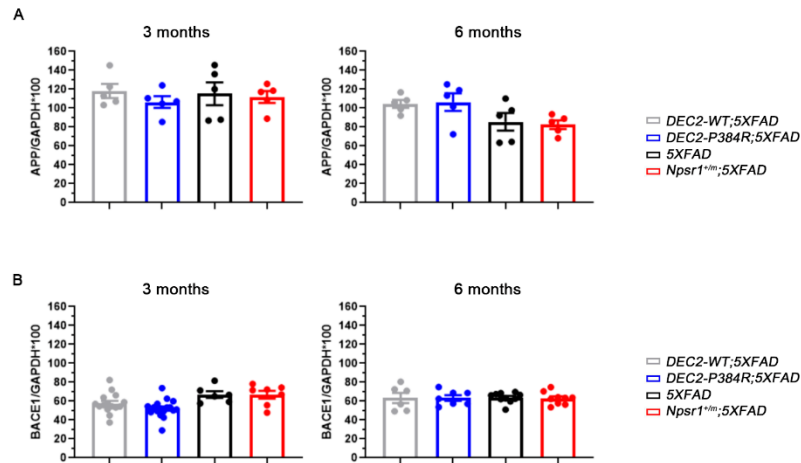 A
3 months
6 months
APP/GAPDH*100
160
140
120
100
80
60
40
20
0
APP/GAPDH*100
160
140
120
100
80
60
40
20
0
DEC2-WT;5XFAD
DEC2-P384R;5XFAD
5XFAD
Npsr1+/m;5XFAD
B
3 months
6 months
BACE1/GAPDH*100
160
140
120
100
80
60
40
20
0
BACE1/GAPDH*100
160
140
120
100
80
60
40
20
0
DEC2-WT;5XFAD
DEC2-P384R;5XFAD
5XFAD
Npsr1+/m;5XFAD